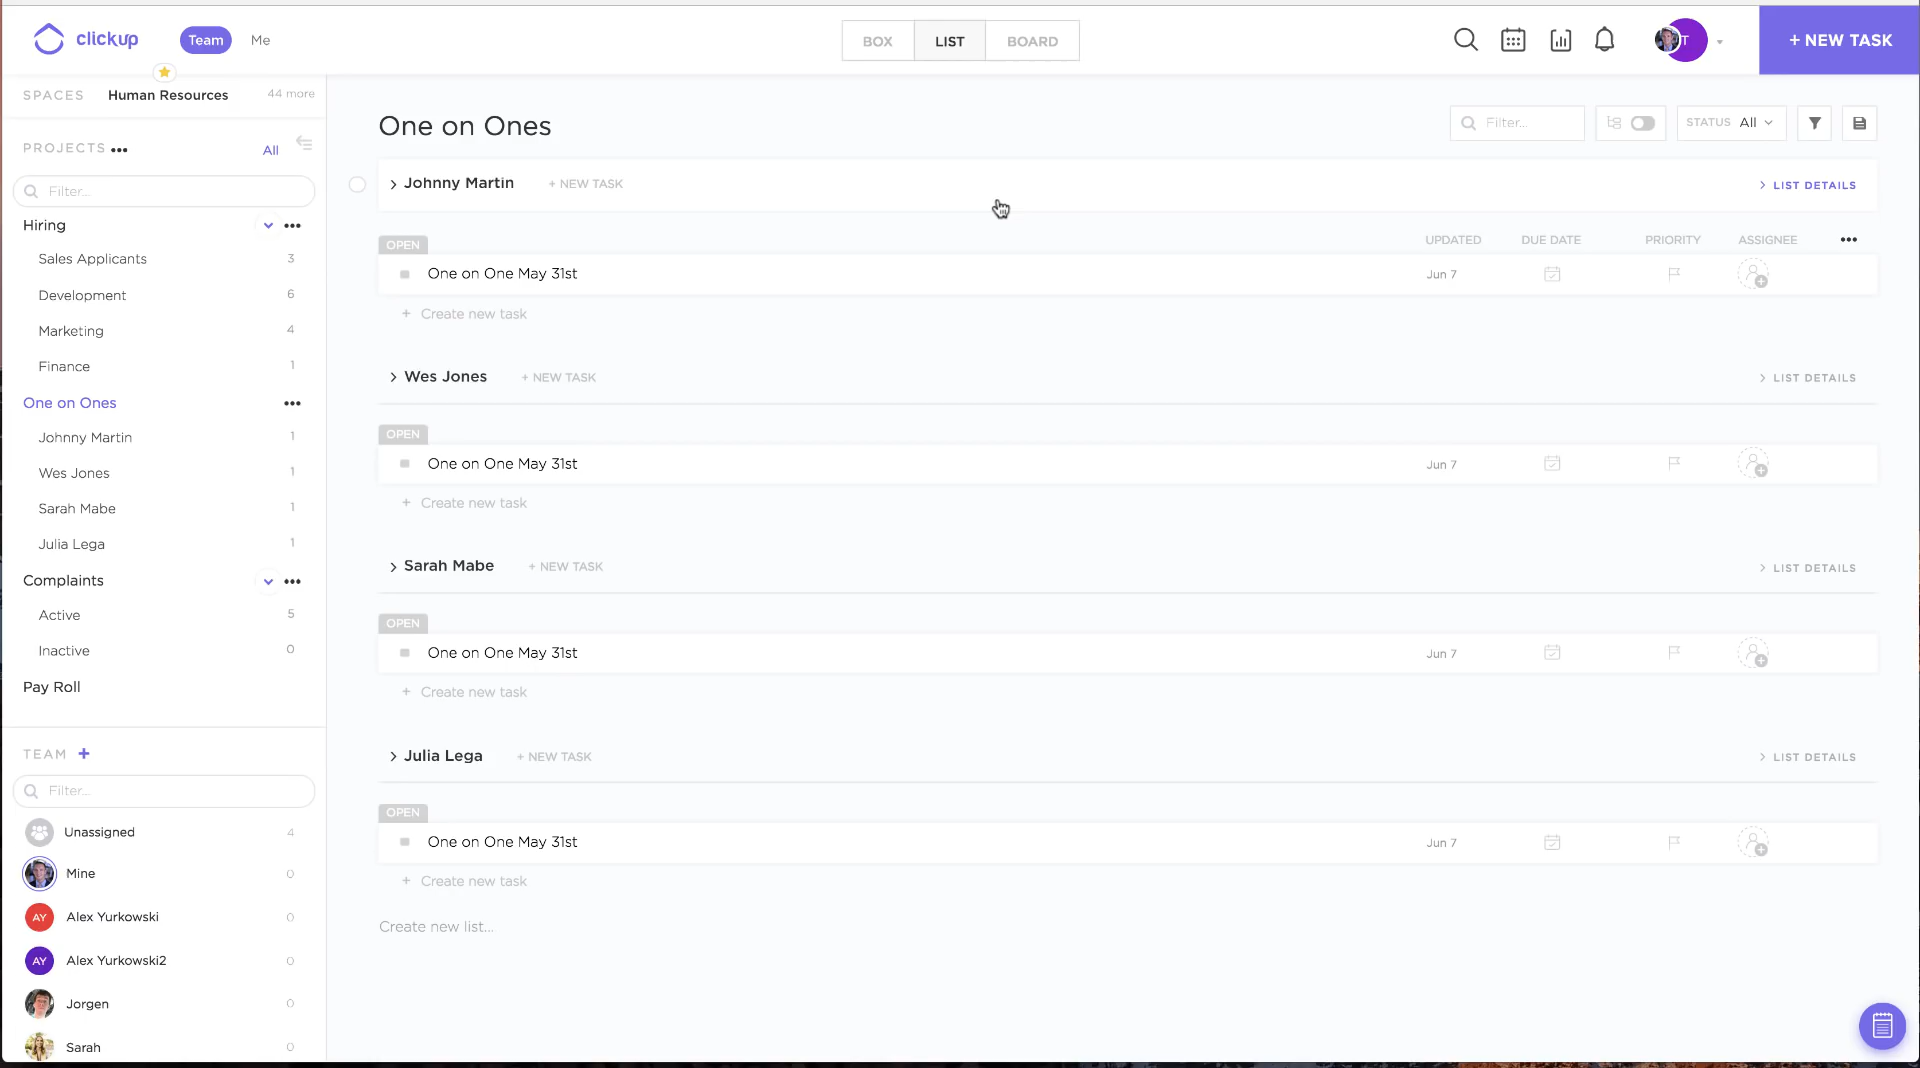 clickup Team Me BOX LIST BOARD + NEW TASK
SPACES Human Resources 44 more
PROJECTS All
Filter...
Hiring
Sales Applicants 3
Development 6
Marketing 4
Finance 1
One on Ones
Johnny Martin 1
Wes Jones 1
Sarah Mabe 1
Julia Lega 1
Complaints
Active 5
Inactive 0
Pay Roll
TEAM +
Filter...
Unassigned 4
Mine 0
AY Alex Yurkowski 0
AY Alex Yurkowski2 0
Jorgen 0
Sarah 0
One on Ones Filter... STATUS All
Johnny Martin + NEW TASK LIST DETAILS
OPEN UPDATED DUE DATE PRIORITY ASSIGNEE
One on One May 31st Jun 7
+ Create new task
Wes Jones + NEW TASK LIST DETAILS
OPEN
One on One May 31st Jun 7
+ Create new task
Sarah Mabe + NEW TASK LIST DETAILS
OPEN
One on One May 31st Jun 7
+ Create new task
Julia Lega + NEW TASK LIST DETAILS
OPEN
One on One May 31st Jun 7
+ Create new task
Create new list...